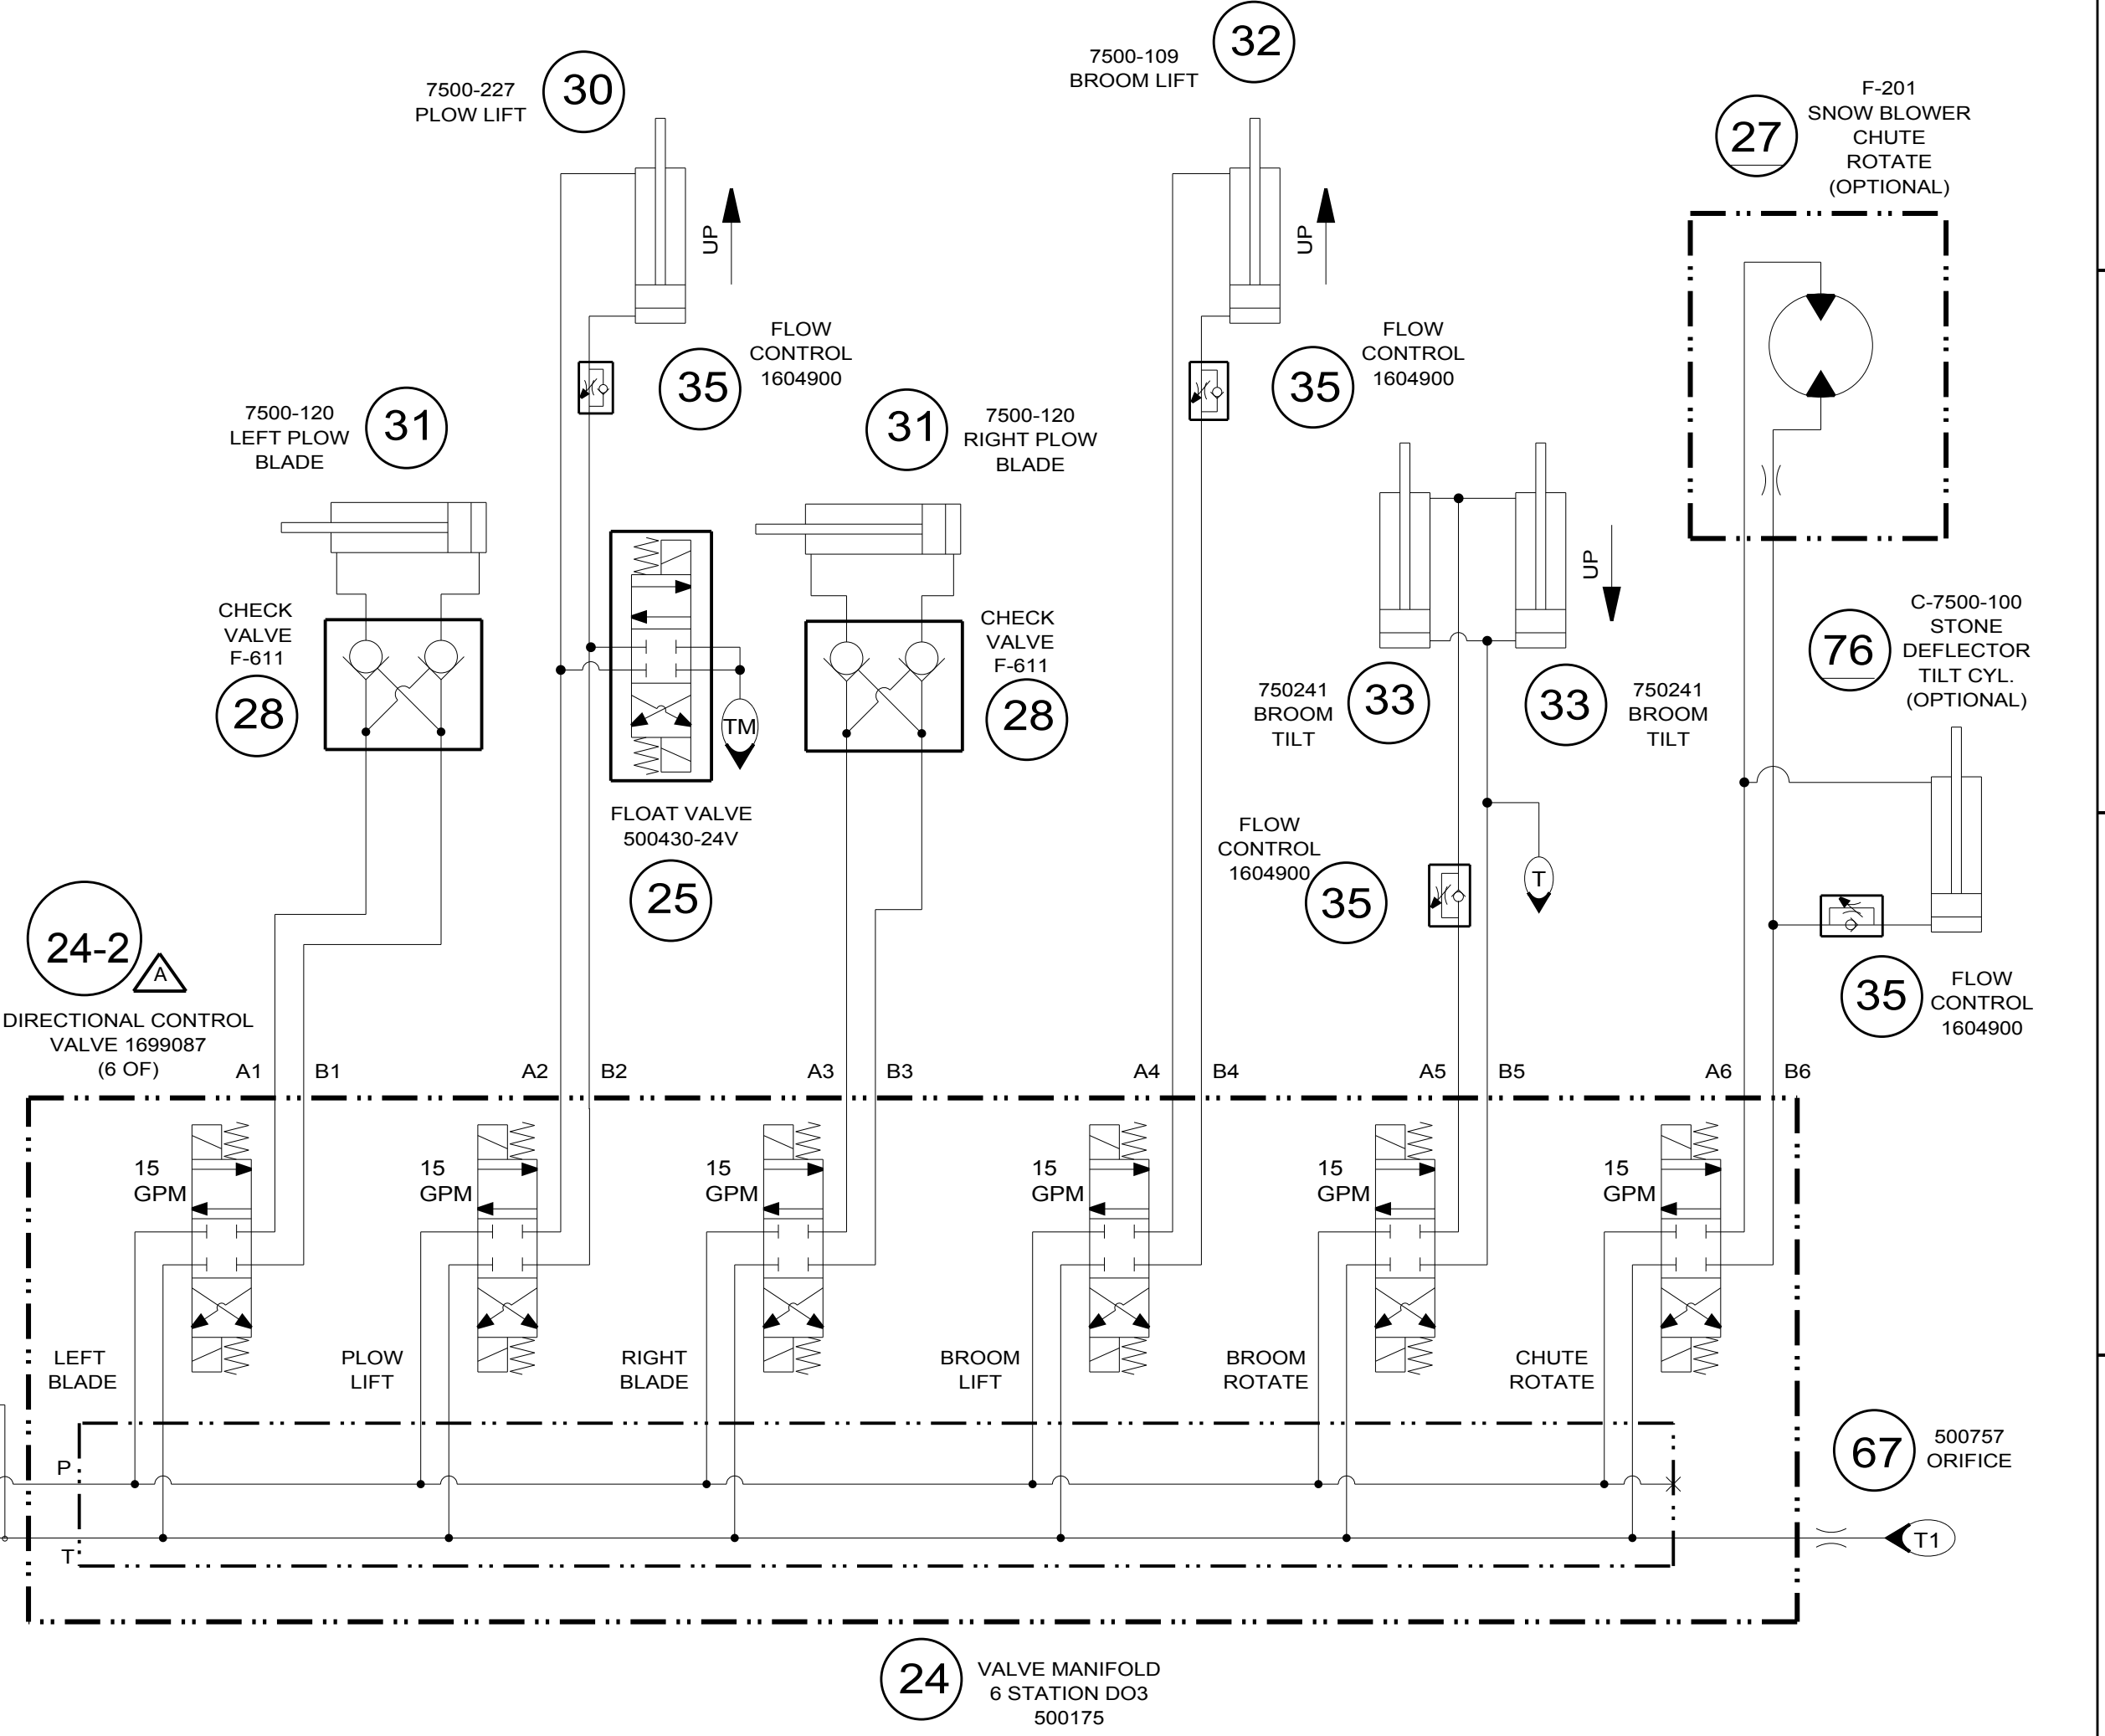 32
7500-109
BROOM LIFT
7500-227
PLOW LIFT
30
F-201
SNOW BLOWER
CHUTE
ROTATE
(OPTIONAL)
27
UP
UP
FLOW
CONTROL
1604900
35
FLOW
CONTROL
1604900
35
7500-120
LEFT PLOW
BLADE
31
31
7500-120
RIGHT PLOW
BLADE
UP
CHECK
VALVE
F-611
28
CHECK
VALVE
F-611
28
C-7500-100
STONE
DEFLECTOR
TILT CYL.
(OPTIONAL)
76
750241
BROOM
TILT
33
33
750241
BROOM
TILT
TM
FLOAT VALVE
500430-24V
25
FLOW
CONTROL
1604900
35
T
24-2
A
DIRECTIONAL CONTROL
VALVE 1699087
(6 OF)
35
FLOW
CONTROL
1604900
A1 B1 A2 B2 A3 B3 A4 B4 A5 B5 A6 B6
15
GPM
15
GPM
15
GPM
15
GPM
15
GPM
15
GPM
LEFT
BLADE
PLOW
LIFT
RIGHT
BLADE
BROOM
LIFT
BROOM
ROTATE
CHUTE
ROTATE
67
500757
ORIFICE
P
T
T1
24
VALVE MANIFOLD
6 STATION DO3
500175